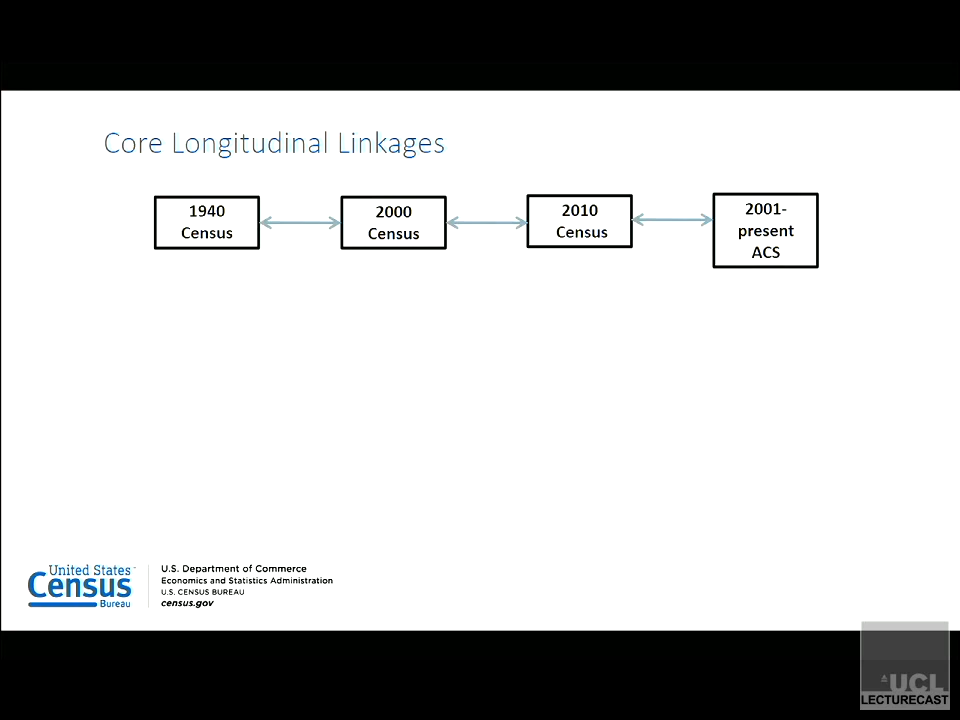 Core Longitudinal Linkages
1940
Census
2000
Census
2010
Census
2001-
present
ACS
United States
Census
Bureau
U.S. Department of Commerce
Economics and Statistics Administration
U.S. CENSUS BUREAU
census.gov
UCL
LECTURECAST